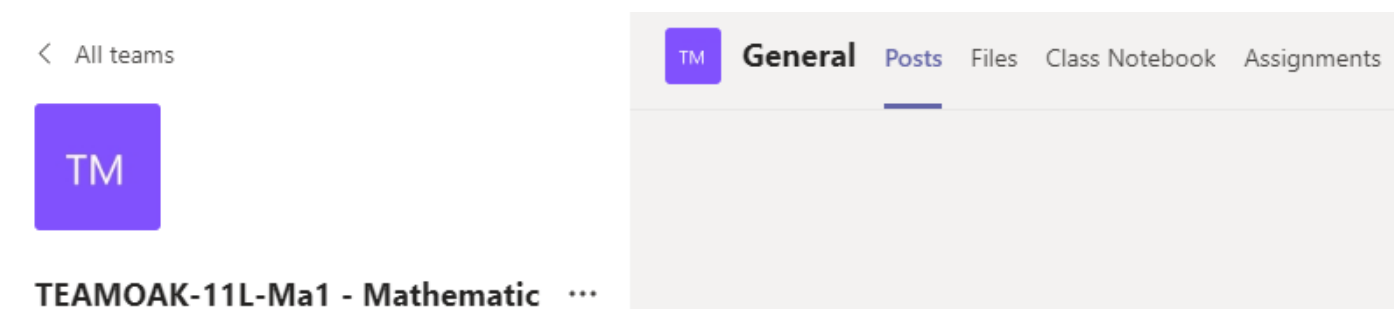 All teams
TM
TEAMOAK-11L-Ma1 - Mathematic ...
TM General Posts Files Class Notebook Assignments